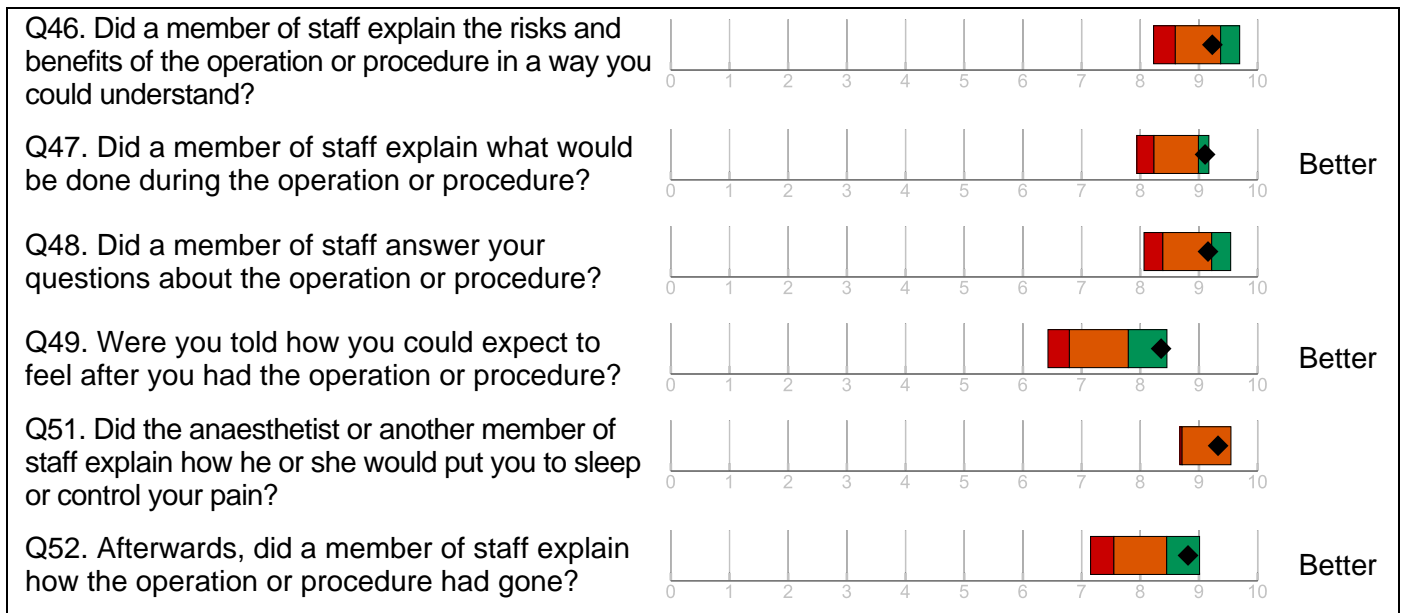 Q46. Did a member of staff explain the risks and
benefits of the operation or procedure in a way you
could understand?
0 1 2 3 4 5 6 7 8 9 10
Q47. Did a member of staff explain what would
be done during the operation or procedure?
0 1 2 3 4 5 6 7 8 9 10
Better
Q48. Did a member of staff answer your
questions about the operation or procedure?
0 1 2 3 4 5 6 7 8 9 10
Q49. Were you told how you could expect to
feel after you had the operation or procedure?
0 1 2 3 4 5 6 7 8 9 10
Better
Q51. Did the anaesthetist or another member of
staff explain how he or she would put you to sleep
or control your pain?
0 1 2 3 4 5 6 7 8 9 10
Q52. Afterwards, did a member of staff explain
how the operation or procedure had gone?
0 1 2 3 4 5 6 7 8 9 10
Better